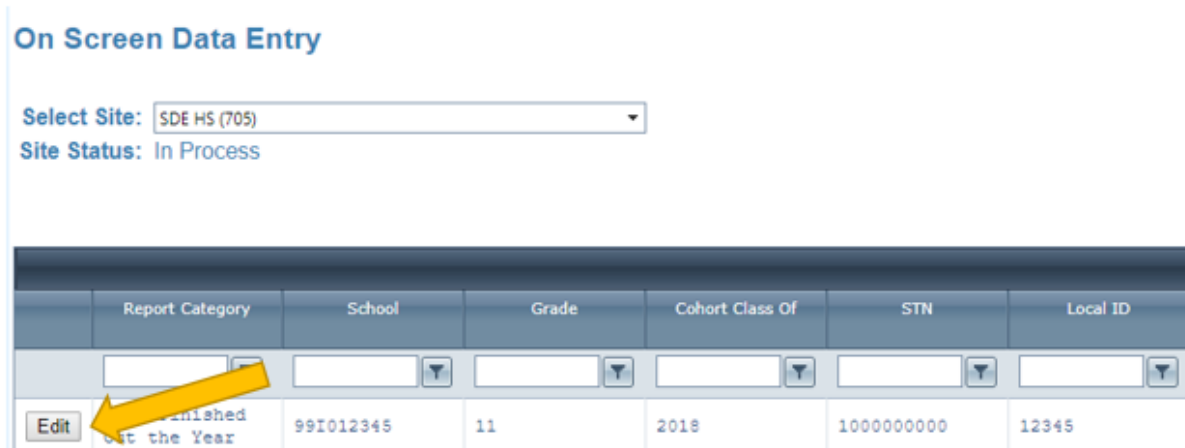 On Screen Data Entry
Select Site: SDE HS (705)
Site Status: In Process
Report Category School Grade Cohort Class Of STN Local ID
Edit 99I012345 11 2018 1000000000 12345
the Year